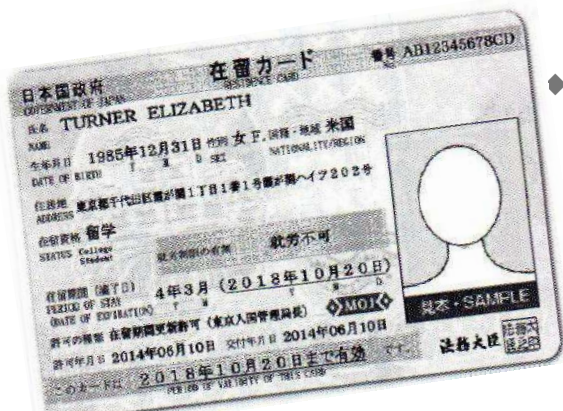 日本国政府 在留カード 番号 AB12345678CD
GOVERNMENT OF JAPAN RESIDENCE CARD
氏名 TURNER ELIZABETH
NAME
生年月日 1985年12月31日 性別 女 F. 国籍・地域 米国
DATE OF BIRTH Y M D SEX NATIONALITY/REGION
住居地 東京都千代田区霞が関1丁目1番1号霞が関ハイツ202号
ADDRESS
在留資格 留学
STATUS College Student
就労制限の有無 就労不可
在留期間(満了日) 4年3月(2018年10月20日)
PERIOD OF STAY Y M Y M D
(DATE OF EXPIRATION)
MOJ
見本・SAMPLE
許可の種類 在留期間更新許可(東京入国管理局長)
許可年月日 2014年06月10日 交付年月日 2014年06月10日
このカードは 2018年10月20日まで有効 です。
PERIOD OF VALIDITY OF THIS CARD
法務大臣